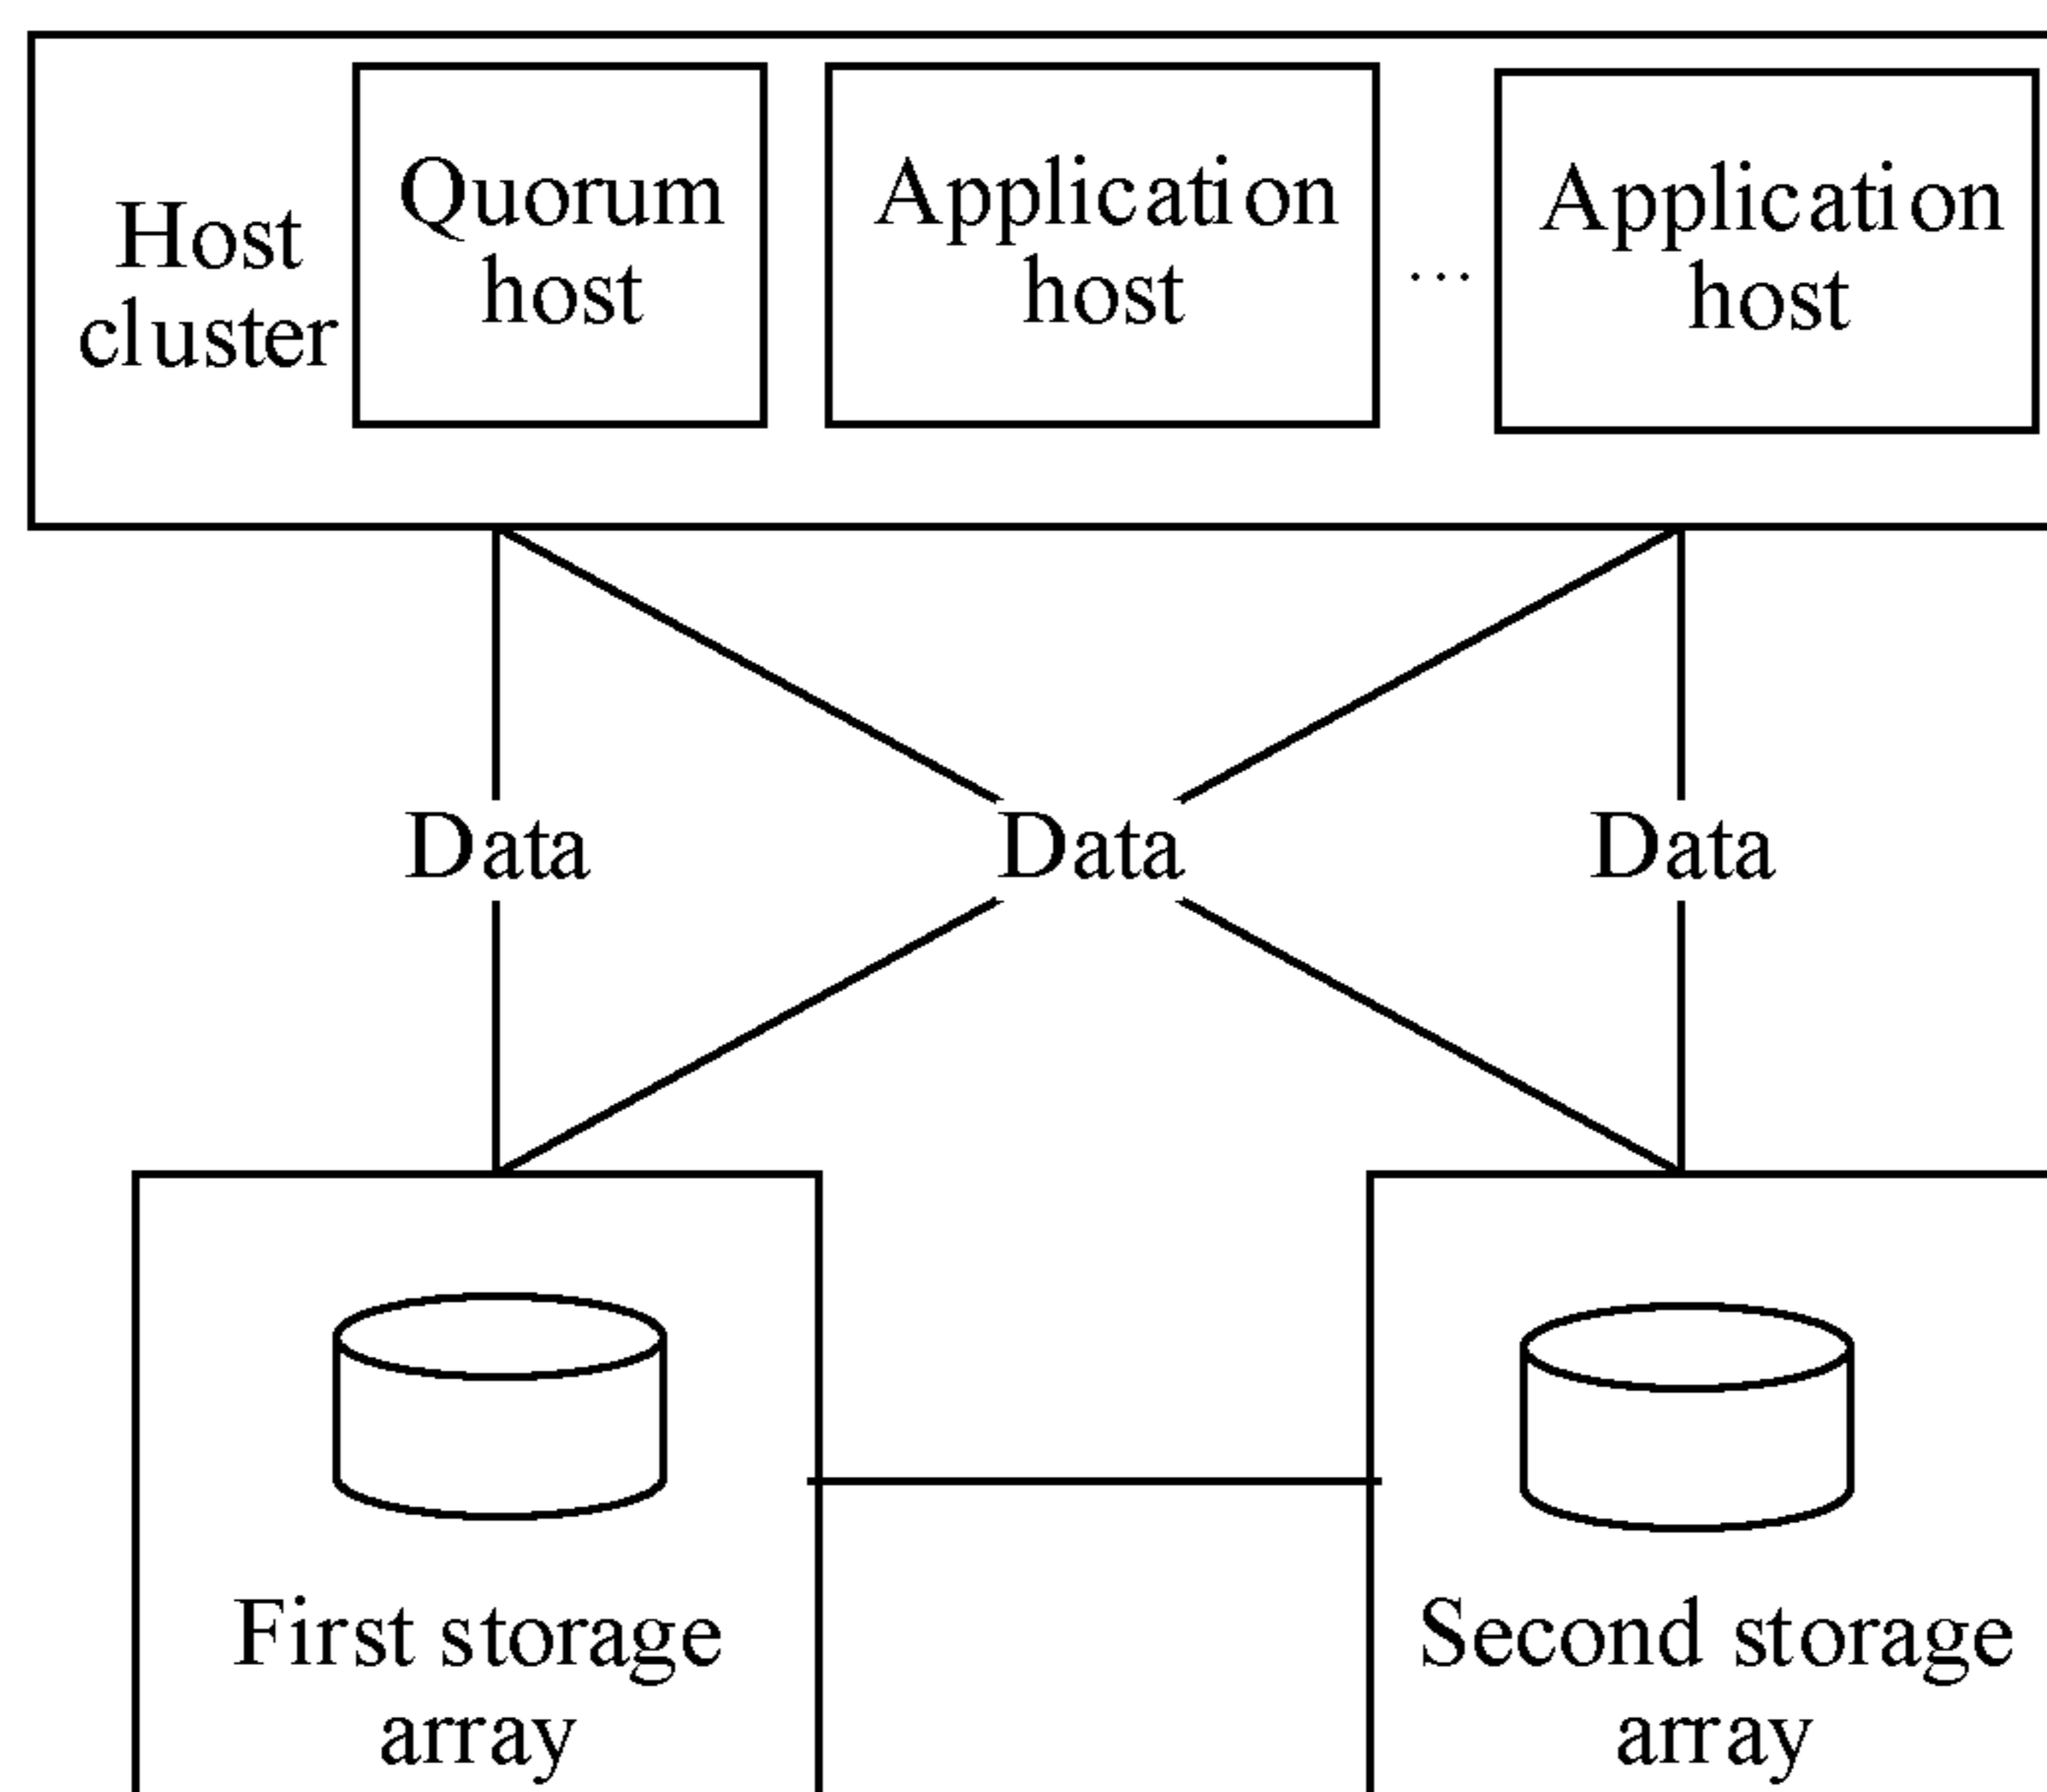 Host
cluster
Quorum
host
Application
host
...
Application
host
Data
Data
Data
First storage
array
Second storage
array